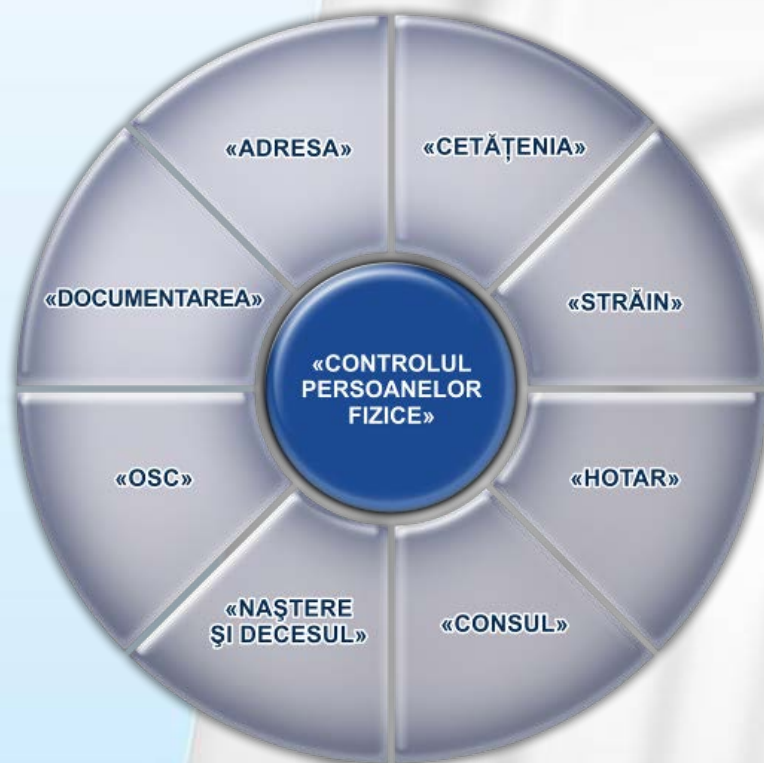 «ADRESA»
«CETĂȚENIA»
«DOCUMENTAREA»
«STRĂIN»
«CONTROLUL
PERSOANELOR
FIZICE»
«OSC»
«HOTAR»
«NAŞTERE
ŞI DECESUL»
«CONSUL»